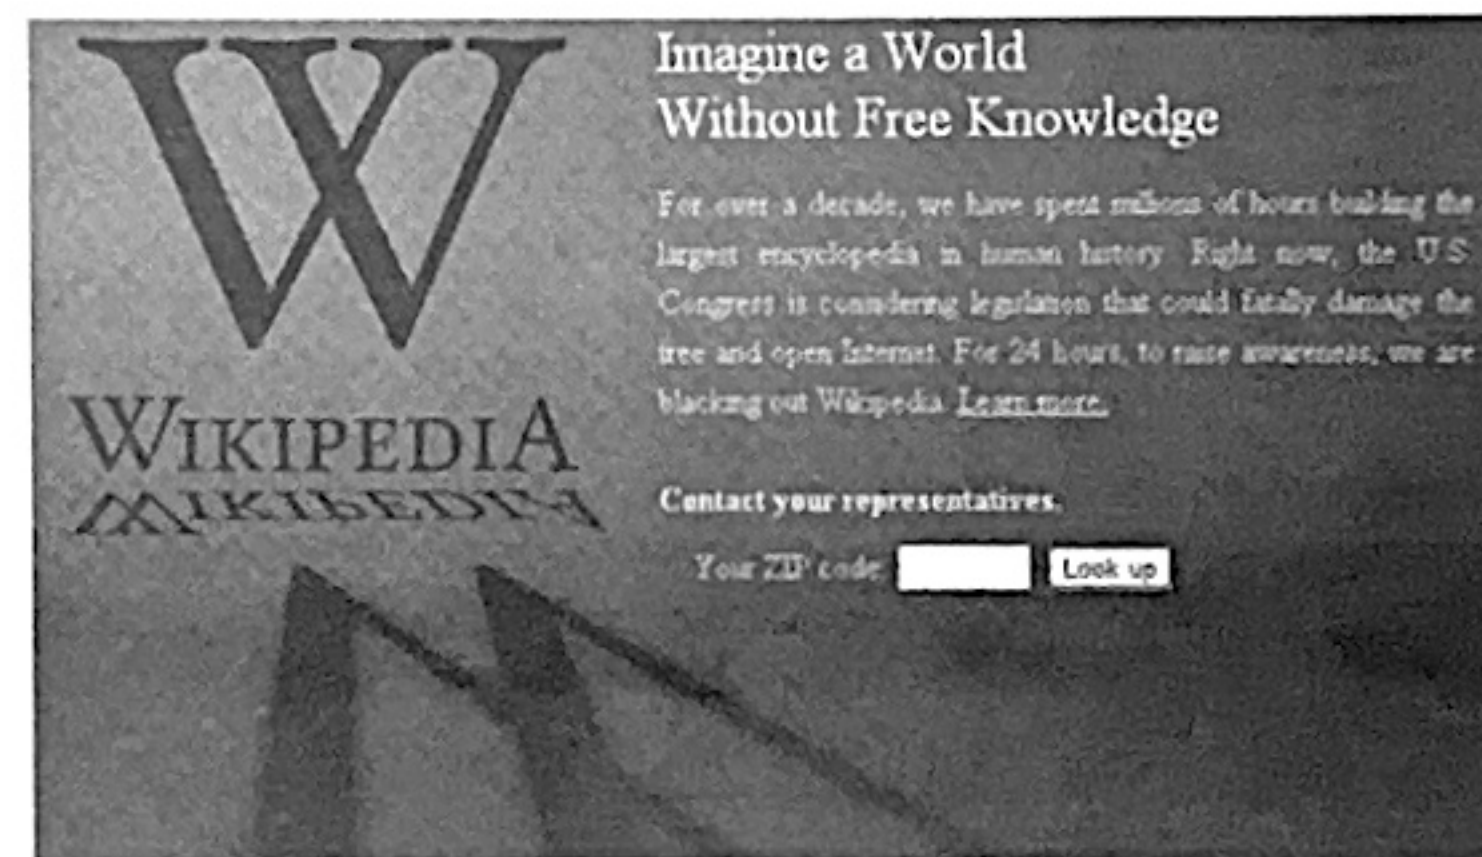 W
WIKIPEDIA
Imagine a World
Without Free Knowledge
For over a decade, we have spent millions of hours building the
largest encyclopedia in human history. Right now, the U.S.
Congress is considering legislation that could fatally damage the
free and open Internet. For 24 hours, to raise awareness, we are
blacking out Wikipedia. Learn more.
Contact your representatives.
Your ZIP code:
Look up